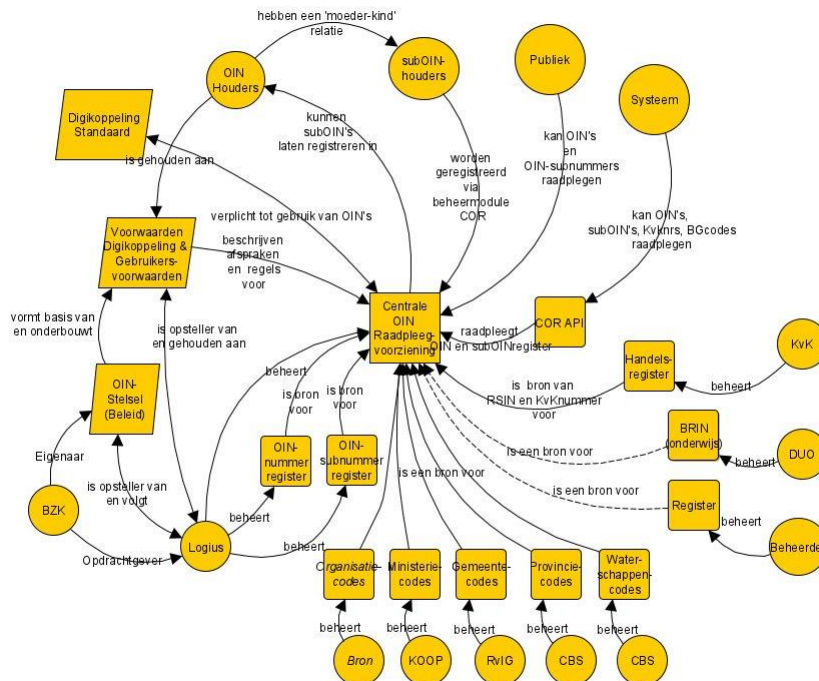 hebben een 'moeder-kind'
relatie
OIN
Houders
subOIN-
houders
Publiek
Systeem
Digikoppeling
Standaard
is gehouden aan
kunnen
subOIN's
laten registreren in
worden
geregistreerd
via
beheermodule
COR
kan OIN's
en
OIN-subnummers
raadplegen
kan OIN's,
subOIN's, Kvknrs, BGcodes
raadplegen
verplicht tot gebruik van OIN's
Voorwaarden
Digikoppeling &
Gebruikers-
voorwaarden
beschrijven
afspraken
en regels
voor
Centrale
OIN
Raadpleeg-
voorziening
raadpleegt
OIN en subOINregister
COR API
KvK
vormt basis van
en onderbouwt
is opsteller van
en gehouden aan
beheert
is bron
voor
is bron
voor
is bron van
RSIN en KvKnummer
voor
Handels-
register
beheert
OIN-
Stelsel
(Beleid)
OIN-
nummer
register
OIN-
subnummer
register
is een bron voor
is een bron voor
BRIN
(onderwijs)
beheert
DUO
Eigenaar
is opsteller van
en volgt
BZK
Opdrachtgever
Logius
beheert
beheert
is een bron voor
Register
beheert
Beheerder
Organisatie-
codes
Ministerie-
codes
Gemeente-
codes
Provincie-
codes
Water-
schappen-
codes
beheert
beheert
beheert
beheert
beheert
Bron
KOOP
RvIG
CBS
CBS